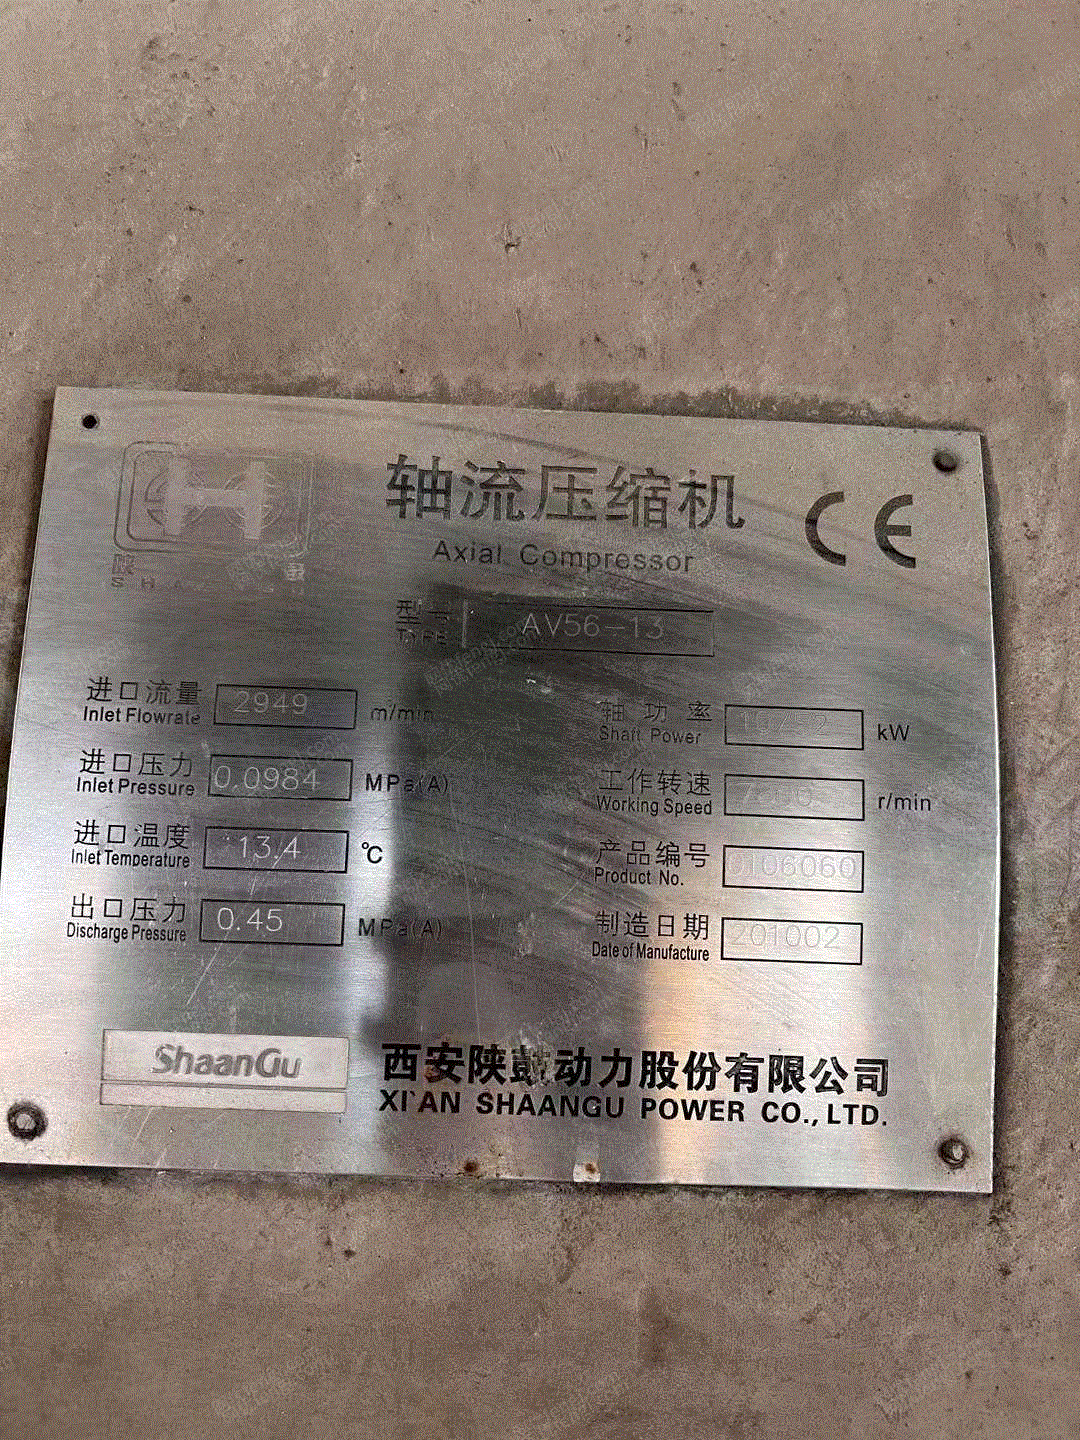 轴流压缩机
Axial Compressor
CE
型号
TYPE
AV56-13
进口流量
Inlet Flowrate
2949
m/min
进口压力
Inlet Pressure
0.0984
MPa(A)
进口温度
Inlet Temperature
13.4
℃
出口压力
Discharge Pressure
0.45
MPa(A)
轴功率
Shaft Power
kW
工作转速
Working Speed
r/min
产品编号
Product No.
0106060
制造日期
Date of Manufacture
201002
ShaanGu
西安陕鼓动力股份有限公司
XI'AN SHAANGU POWER CO., LTD.